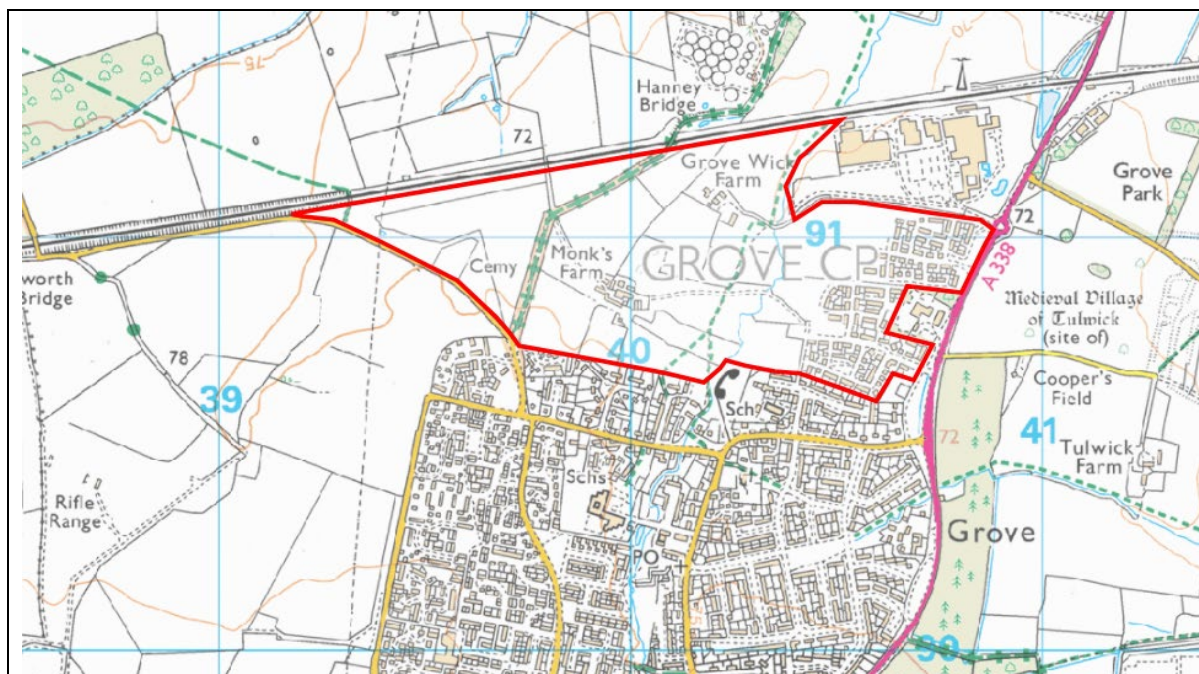 75
70
Hanney
Bridge
72
Grove Wick
Farm
Grove
Park
91
72
A 338
GROVE CP
Cemy
Monk's
Farm
worth
Bridge
Medieval Village
of Tulwick
(site of)
78
40
39
Sch
Cooper's
Field
41
72
Tulwick
Farm
Schs
Rifle
Range
Grove
PO
90